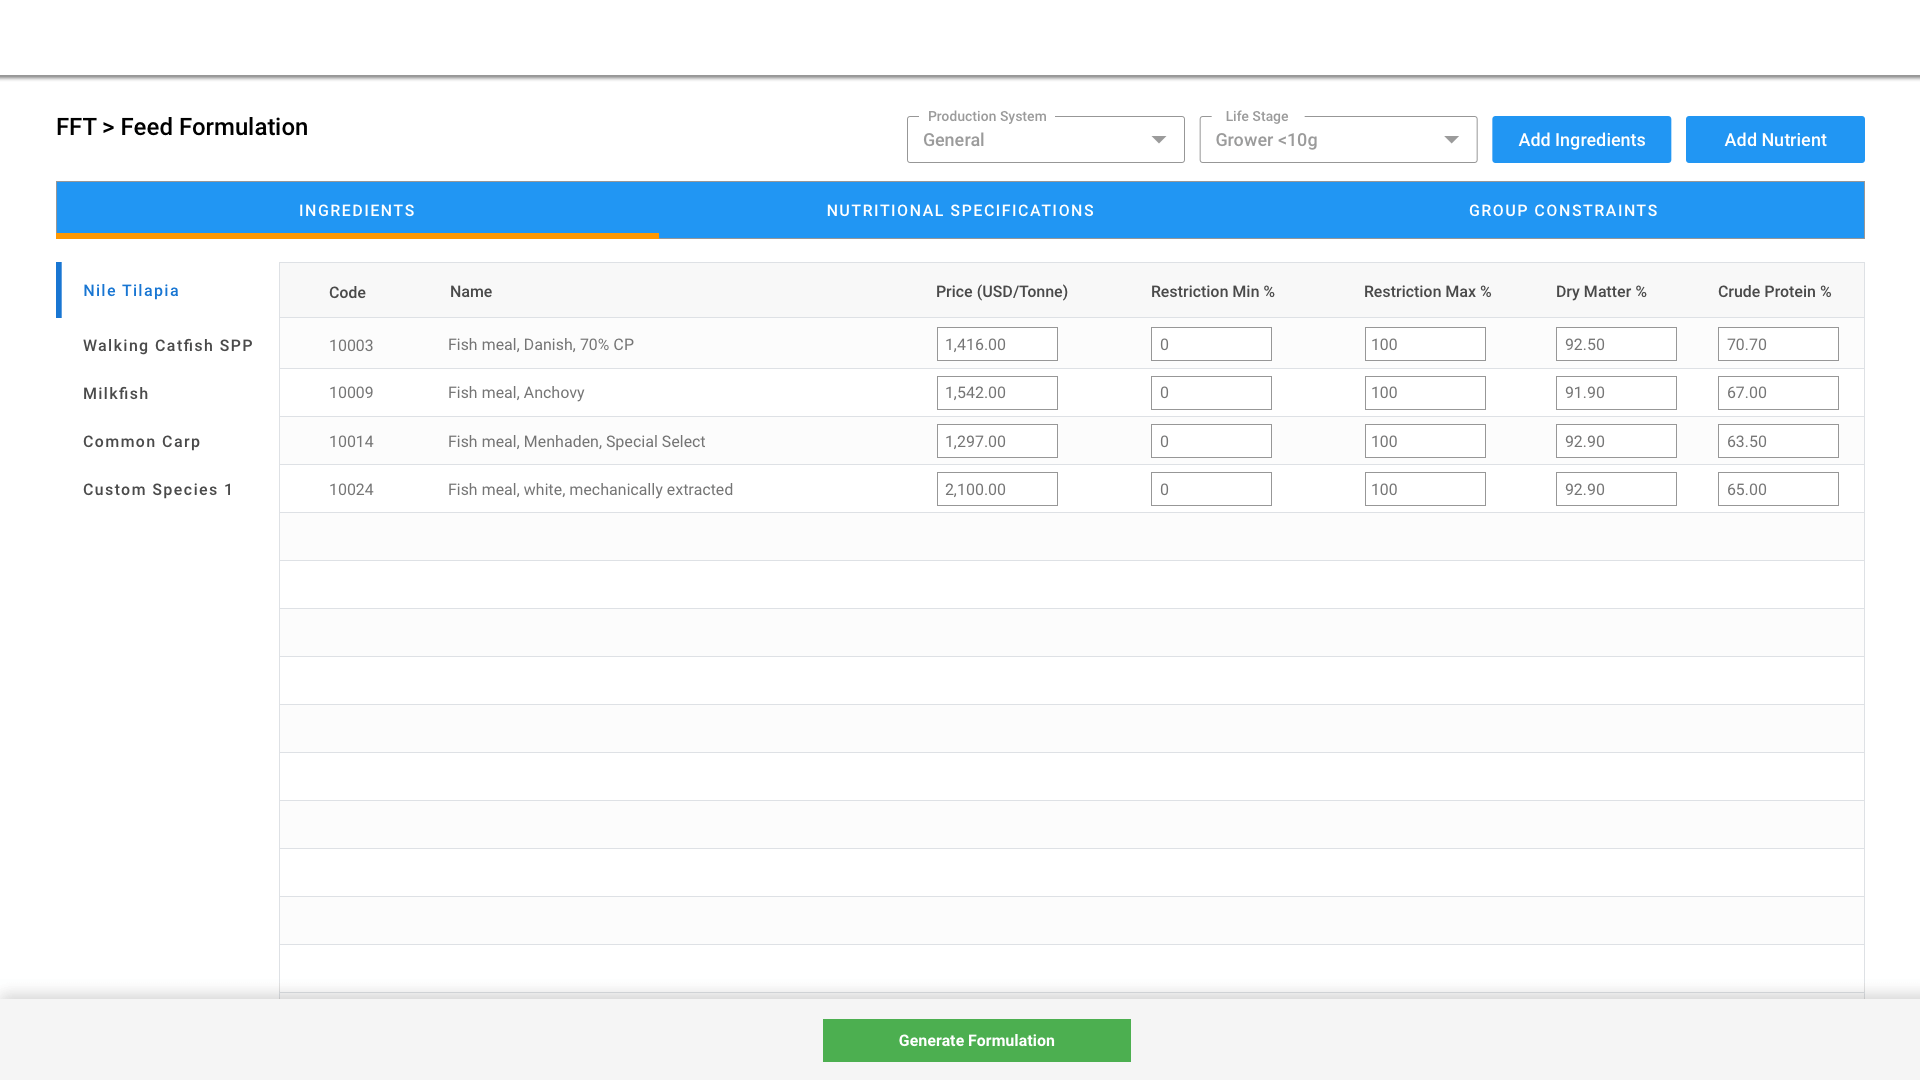 FFT > Feed Formulation
Production System
General
Life Stage
Grower <10g
Add Ingredients
Add Nutrient
INGREDIENTS
NUTRITIONAL SPECIFICATIONS
GROUP CONSTRAINTS
Nile Tilapia
Walking Catfish SPP
Milkfish
Common Carp
Custom Species 1
Code Name Price (USD/Tonne) Restriction Min % Restriction Max % Dry Matter % Crude Protein %
10003 Fish meal, Danish, 70% CP 1,416.00 0 100 92.50 70.70
10009 Fish meal, Anchovy 1,542.00 0 100 91.90 67.00
10014 Fish meal, Menhaden, Special Select 1,297.00 0 100 92.90 63.50
10024 Fish meal, white, mechanically extracted 2,100.00 0 100 92.90 65.00
Generate Formulation